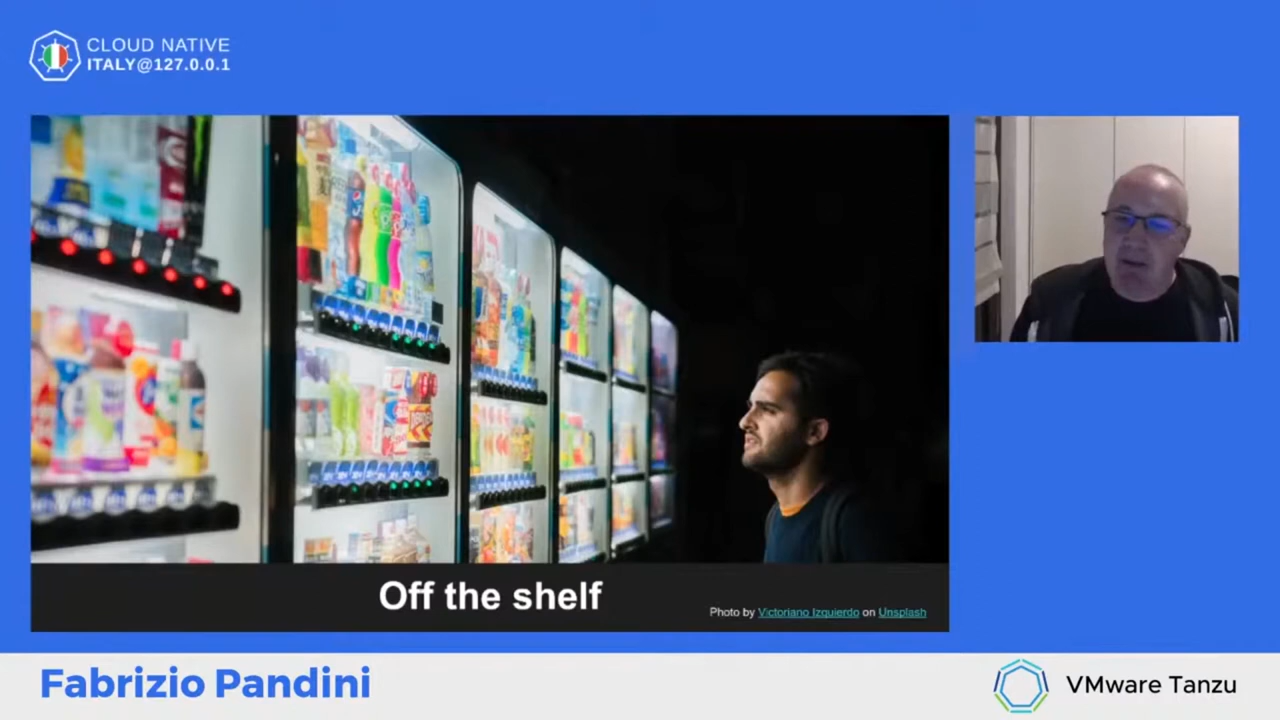 CLOUD NATIVE
ITALY@127.0.0.1
Off the shelf
Photo by Victoriano Izquierdo on Unsplash
Fabrizio Pandini
VMware Tanzu